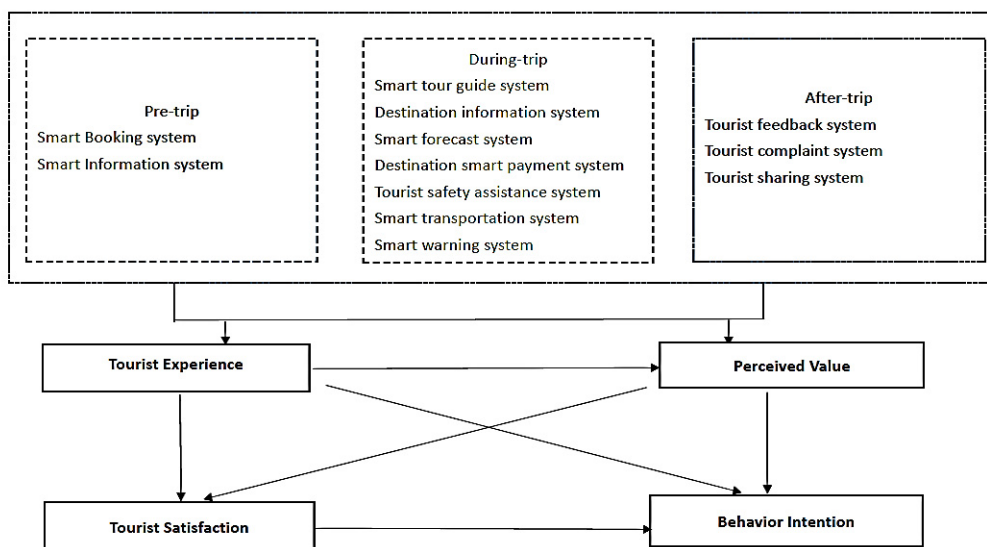 Pre-trip
Smart Booking system
Smart Information system
During-trip
Smart tour guide system
Destination information system
Smart forecast system
Destination smart payment system
Tourist safety assistance system
Smart transportation system
Smart warning system
After-trip
Tourist feedback system
Tourist complaint system
Tourist sharing system
Tourist Experience
Perceived Value
Tourist Satisfaction
Behavior Intention